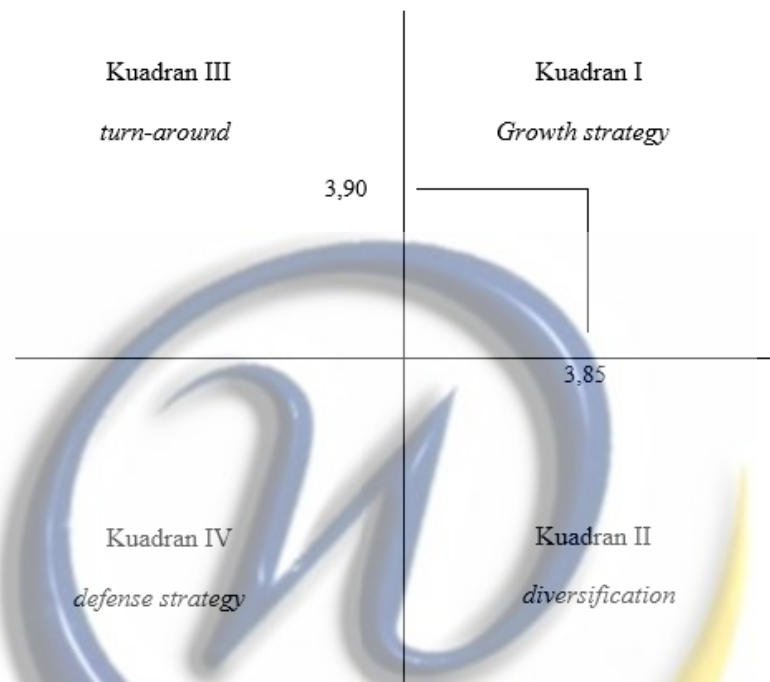 Kuadran III
turn-around
Kuadran I
Growth strategy
3,90
3,85
Kuadran IV
defense strategy
Kuadran II
diversification